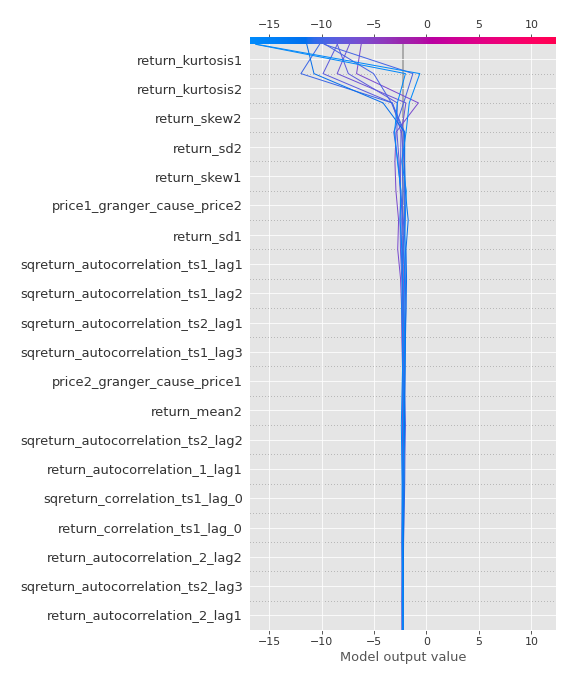 −15 −10 −5 0 5 10
return_kurtosis1
return_kurtosis2
return_skew2
return_sd2
return_skew1
price1_granger_cause_price2
return_sd1
sqreturn_autocorrelation_ts1_lag1
sqreturn_autocorrelation_ts1_lag2
sqreturn_autocorrelation_ts2_lag1
sqreturn_autocorrelation_ts1_lag3
price2_granger_cause_price1
return_mean2
sqreturn_autocorrelation_ts2_lag2
return_autocorrelation_1_lag1
sqreturn_correlation_ts1_lag_0
return_correlation_ts1_lag_0
return_autocorrelation_2_lag2
sqreturn_autocorrelation_ts2_lag3
return_autocorrelation_2_lag1
−15 −10 −5 0 5 10
Model output value